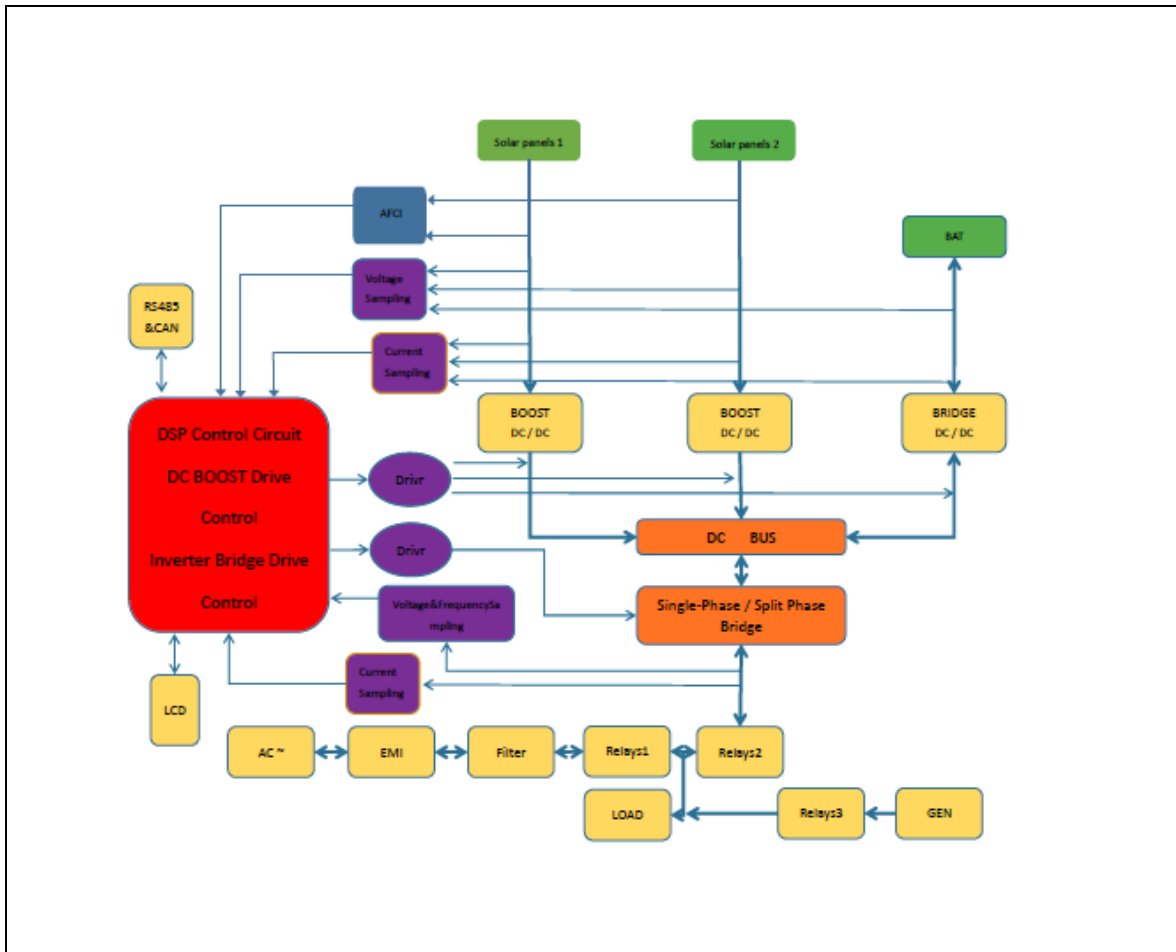 Solar panels 1
Solar panels 2
AFCI
BAT
Voltage
Sampling
RS485
&CAN
Current
Sampling
BOOST
DC / DC
BOOST
DC / DC
BRIDGE
DC / DC
DSP Control Circuit
DC BOOST Drive
Control
Inverter Bridge Drive
Control
Drivr
Drivr
DC BUS
Voltage&FrequencySa
mpling
Single-Phase / Split Phase
Bridge
Current
Sampling
LCD
AC ~
EMI
Filter
Relays1
Relays2
LOAD
Relays3
GEN